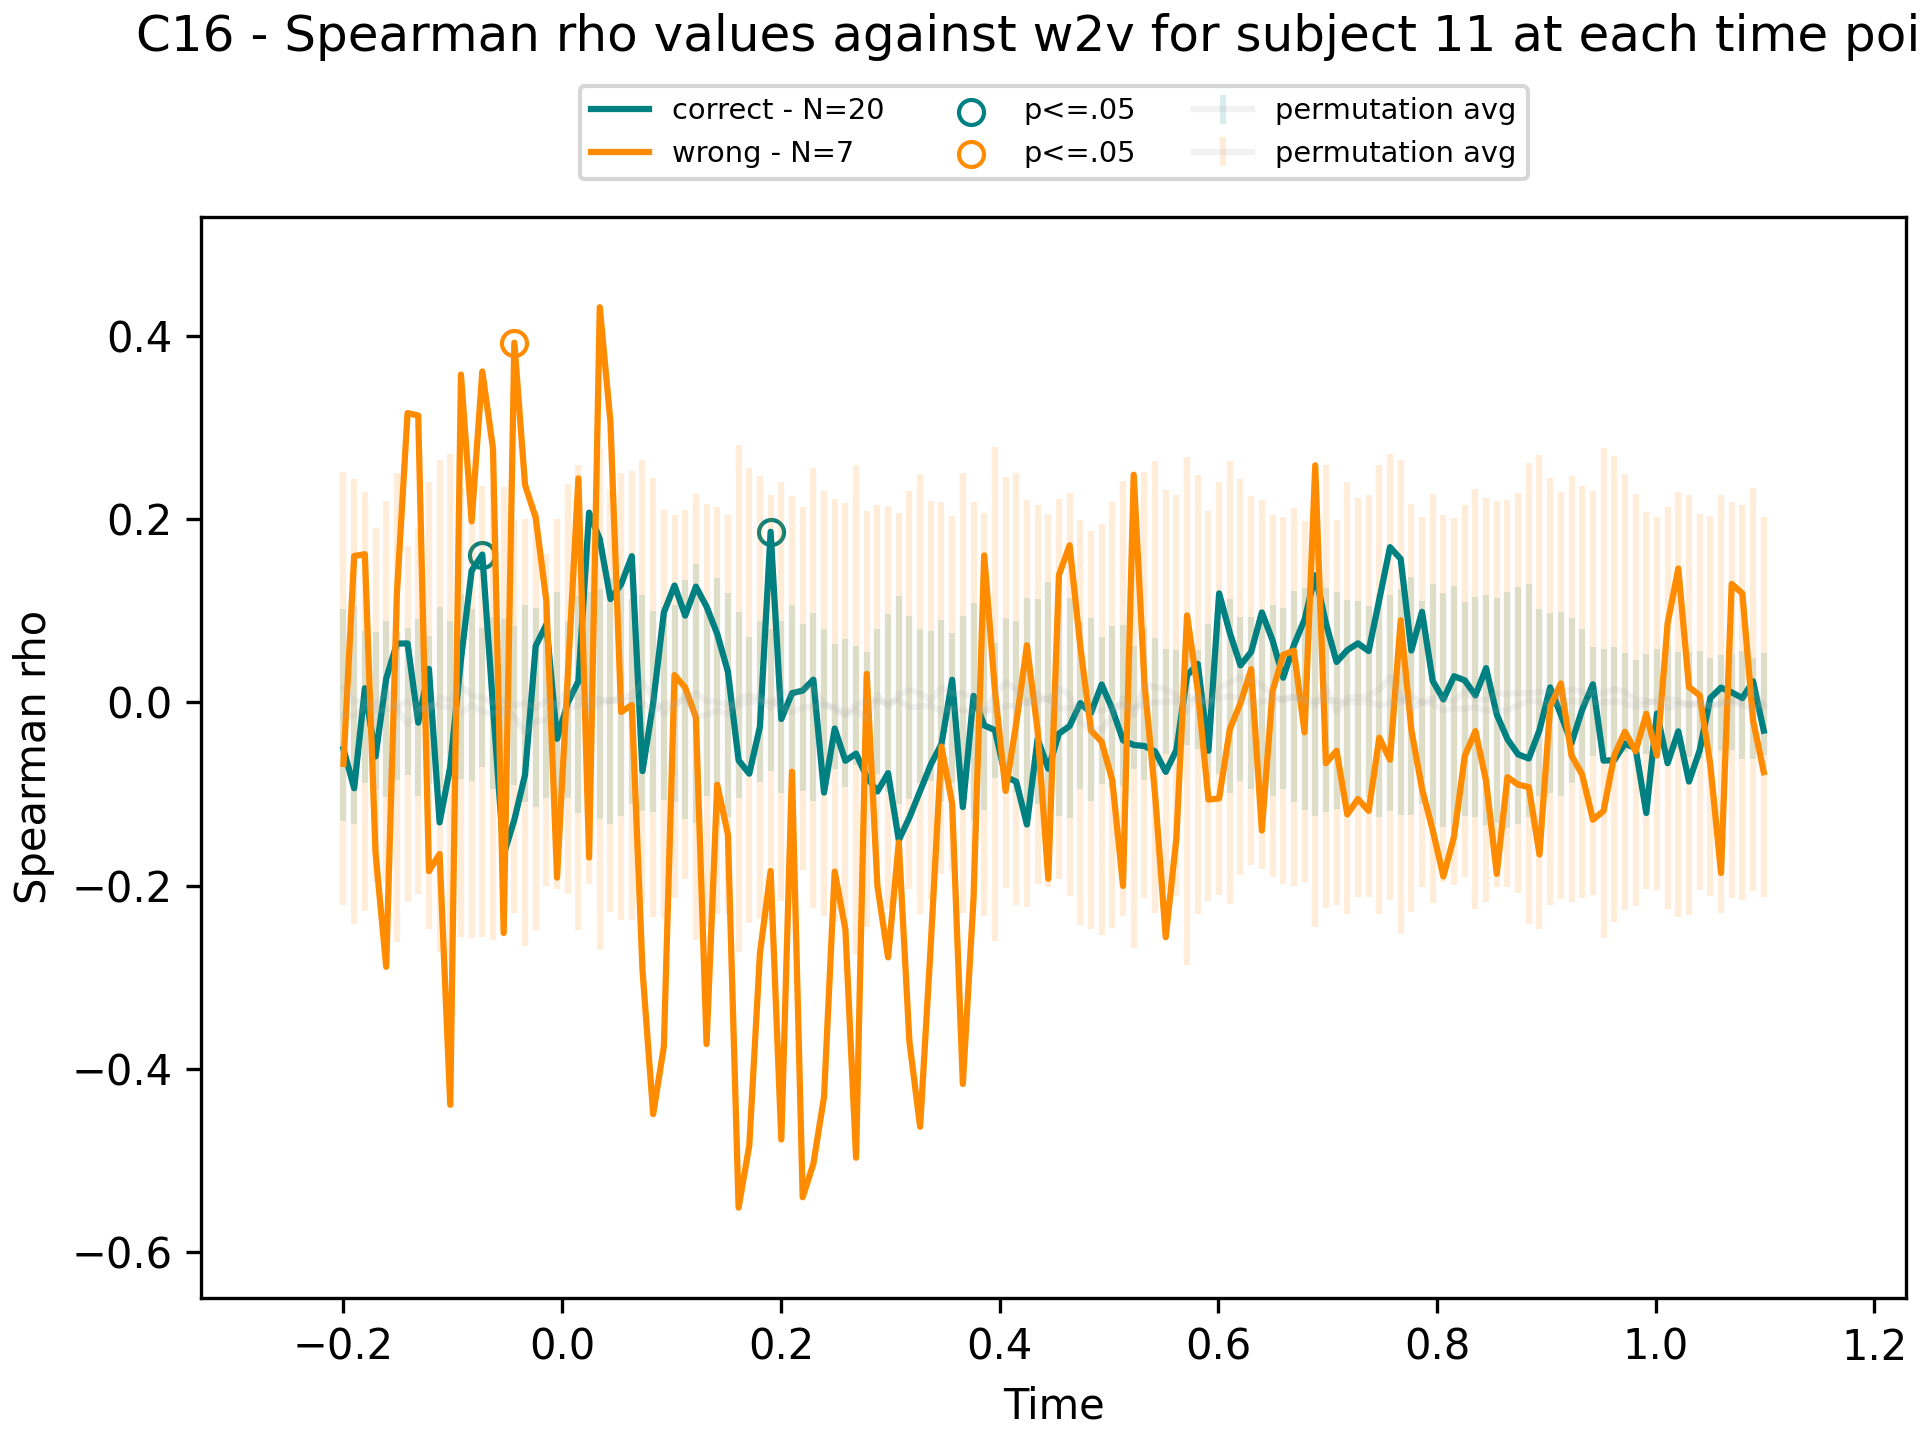 C16 - Spearman rho values against w2v for subject 11 at each time poi
correct - N=20 p<=.05 permutation avg
wrong - N=7 p<=.05 permutation avg
0.4
0.2
0.0
−0.2
−0.4
−0.6
Spearman rho
−0.2 0.0 0.2 0.4 0.6 0.8 1.0 1.2
Time